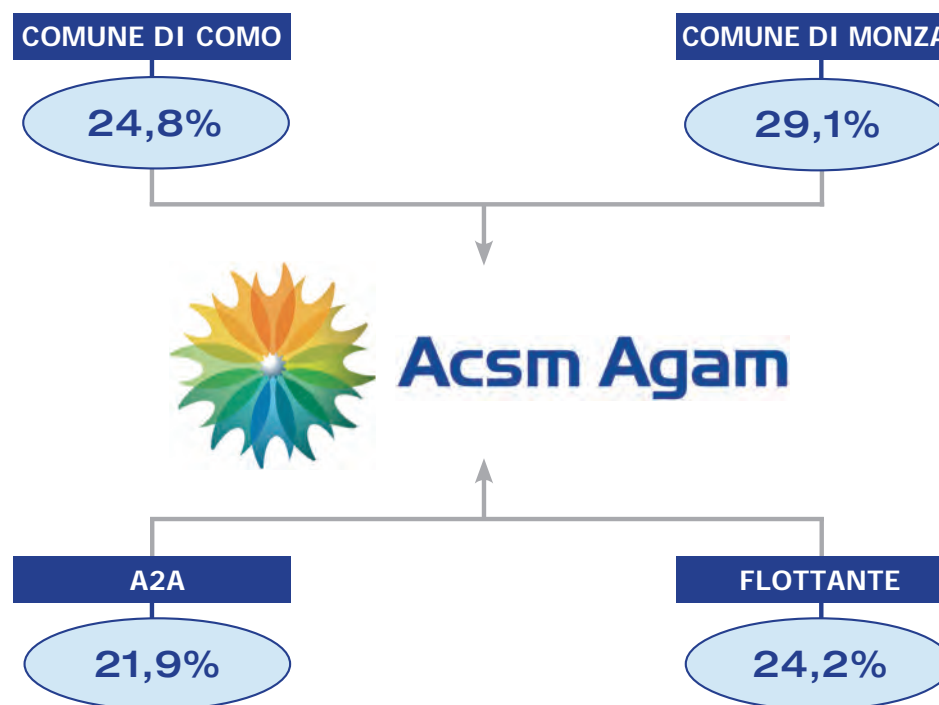 COMUNE DI COMO
COMUNE DI MONZA
24,8%
29,1%
Acsm Agam
A2A
FLOTTANTE
21,9%
24,2%